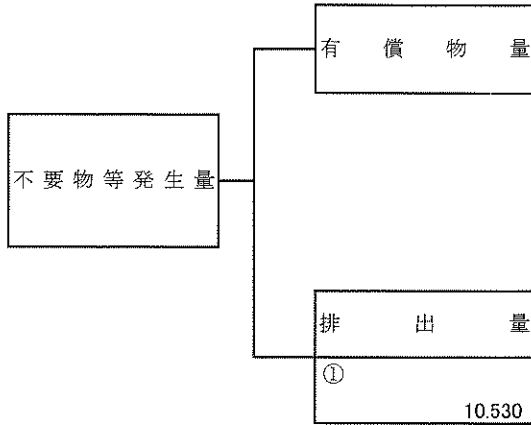 有償物量
不要物等発生量
排出量
①
10.530